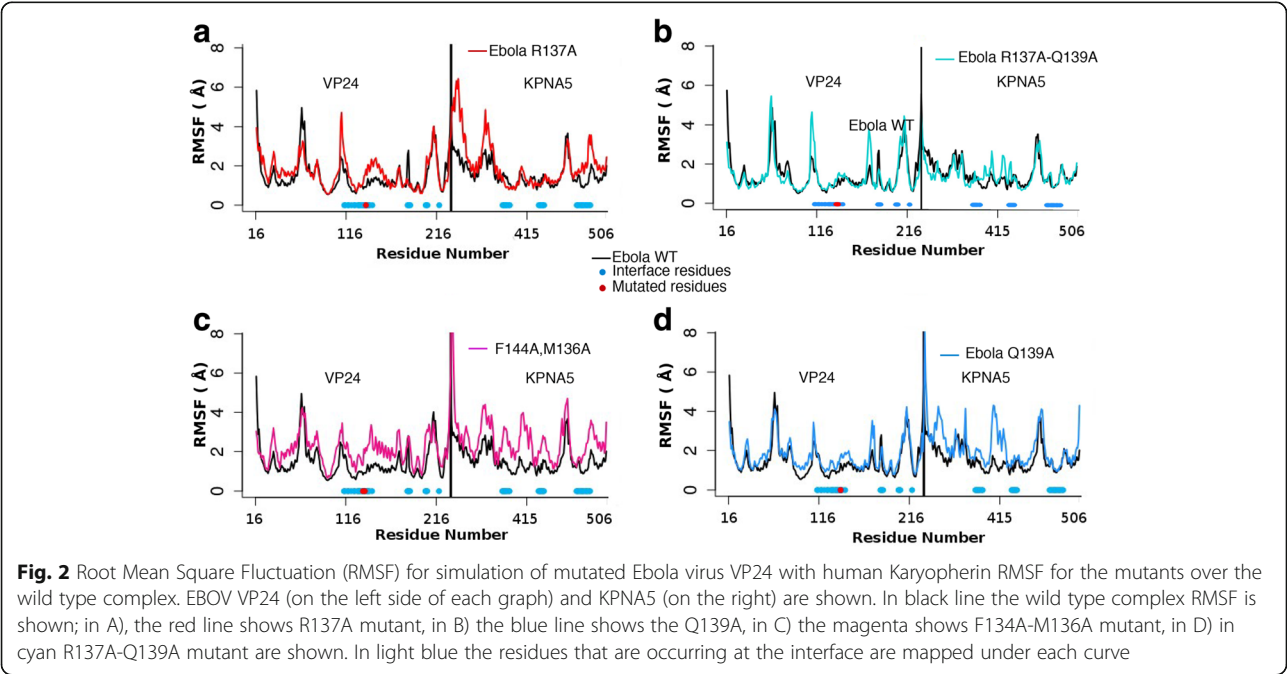 a
8
6
4
2
0
RMSF ( Å)
Ebola R137A
VP24
KPNA5
16
116
216
415
506
Residue Number
b
8
6
4
2
0
RMSF ( Å)
Ebola R137A-Q139A
VP24
KPNA5
Ebola WT
16
116
216
415
506
Residue Number
Ebola WT
Interface residues
Mutated residues
c
8
6
4
2
0
RMSF ( Å)
F144A,M136A
VP24
KPNA5
16
116
216
415
506
Residue Number
d
8
6
4
2
0
RMSF ( Å)
Ebola Q139A
VP24
KPNA5
16
116
216
415
506
Residue Number
Fig. 2 Root Mean Square Fluctuation (RMSF) for simulation of mutated Ebola virus VP24 with human Karyopherin RMSF for the mutants over the
wild type complex. EBOV VP24 (on the left side of each graph) and KPNA5 (on the right) are shown. In black line the wild type complex RMSF is
shown; in A), the red line shows R137A mutant, in B) the blue line shows the Q139A, in C) the magenta shows F134A-M136A mutant, in D) in
cyan R137A-Q139A mutant are shown. In light blue the residues that are occurring at the interface are mapped under each curve